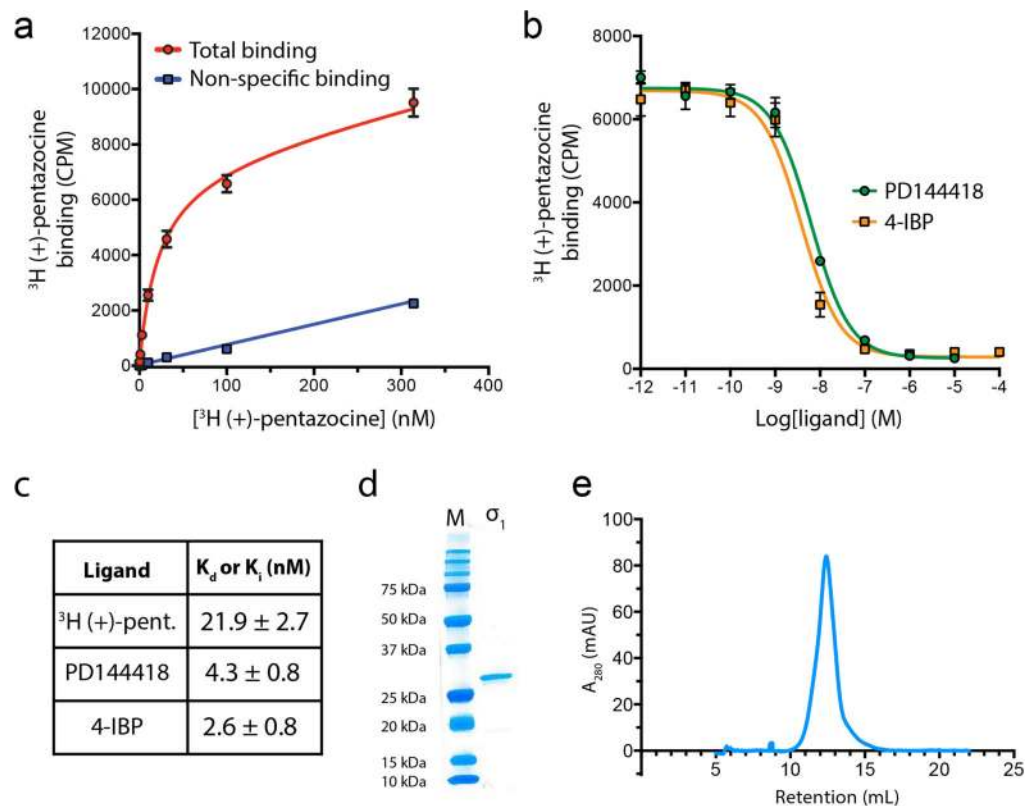 a
12000
10000
8000
6000
4000
2000
0
0
100
200
300
400
³H (+)-pentazocine
binding (CPM)
[³H (+)-pentazocine] (nM)
Total binding
Non-specific binding
b
8000
6000
4000
2000
0
-12
-11
-10
-9
-8
-7
-6
-5
-4
³H (+)-pentazocine
binding (CPM)
Log[ligand] (M)
PD144418
4-IBP
c
Ligand
K_d or K_i (nM)
³H (+)-pent.
21.9 ± 2.7
PD144418
4.3 ± 0.8
4-IBP
2.6 ± 0.8
d
M
σ₁
75 kDa
50 kDa
37 kDa
25 kDa
20 kDa
15 kDa
10 kDa
e
100
80
60
40
20
0
5
10
15
20
25
A₂₈₀ (mAU)
Retention (mL)